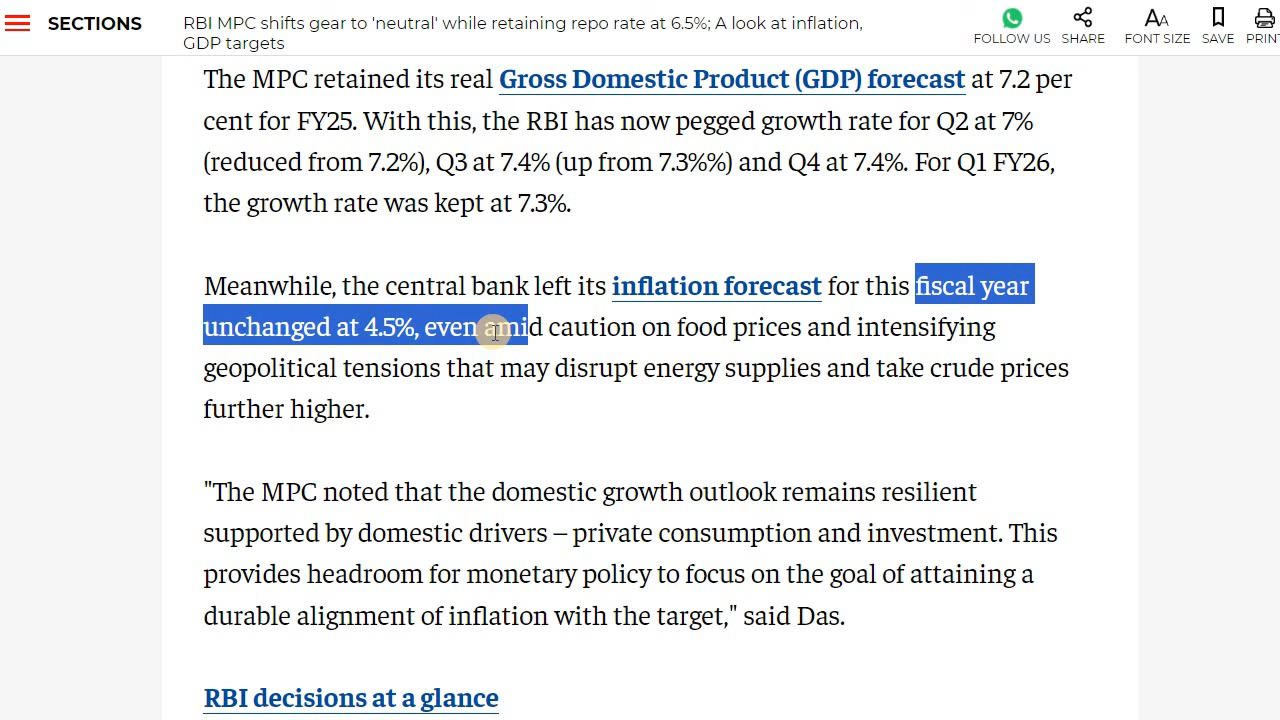 SECTIONS
RBI MPC shifts gear to 'neutral' while retaining repo rate at 6.5%; A look at inflation,
GDP targets
FOLLOW US
SHARE
FONT SIZE
SAVE
PRINT
The MPC retained its real Gross Domestic Product (GDP) forecast at 7.2 per
cent for FY25. With this, the RBI has now pegged growth rate for Q2 at 7%
(reduced from 7.2%), Q3 at 7.4% (up from 7.3%%) and Q4 at 7.4%. For Q1 FY26,
the growth rate was kept at 7.3%.
Meanwhile, the central bank left its inflation forecast for this fiscal year
unchanged at 4.5%, even amid caution on food prices and intensifying
geopolitical tensions that may disrupt energy supplies and take crude prices
further higher.
"The MPC noted that the domestic growth outlook remains resilient
supported by domestic drivers – private consumption and investment. This
provides headroom for monetary policy to focus on the goal of attaining a
durable alignment of inflation with the target," said Das.
RBI decisions at a glance